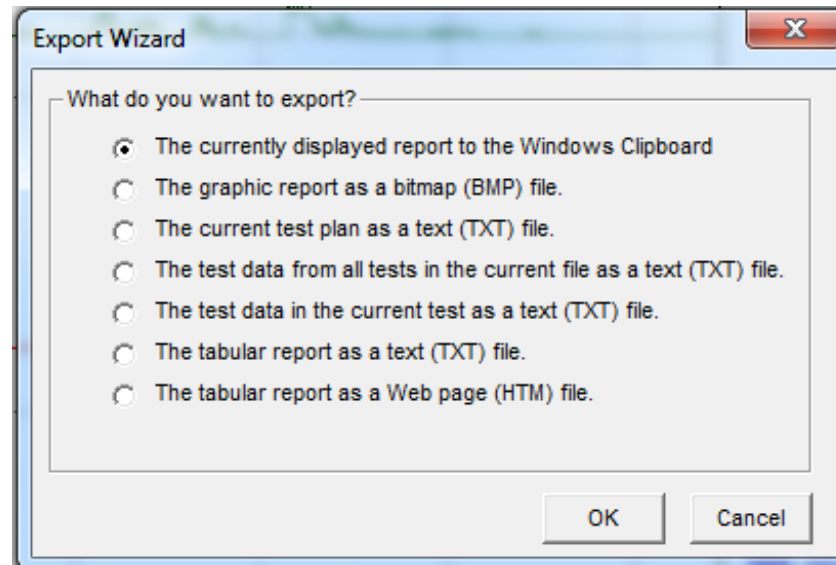 Export Wizard
What do you want to export?
The currently displayed report to the Windows Clipboard
The graphic report as a bitmap (BMP) file.
The current test plan as a text (TXT) file.
The test data from all tests in the current file as a text (TXT) file.
The test data in the current test as a text (TXT) file.
The tabular report as a text (TXT) file.
The tabular report as a Web page (HTM) file.
OK
Cancel